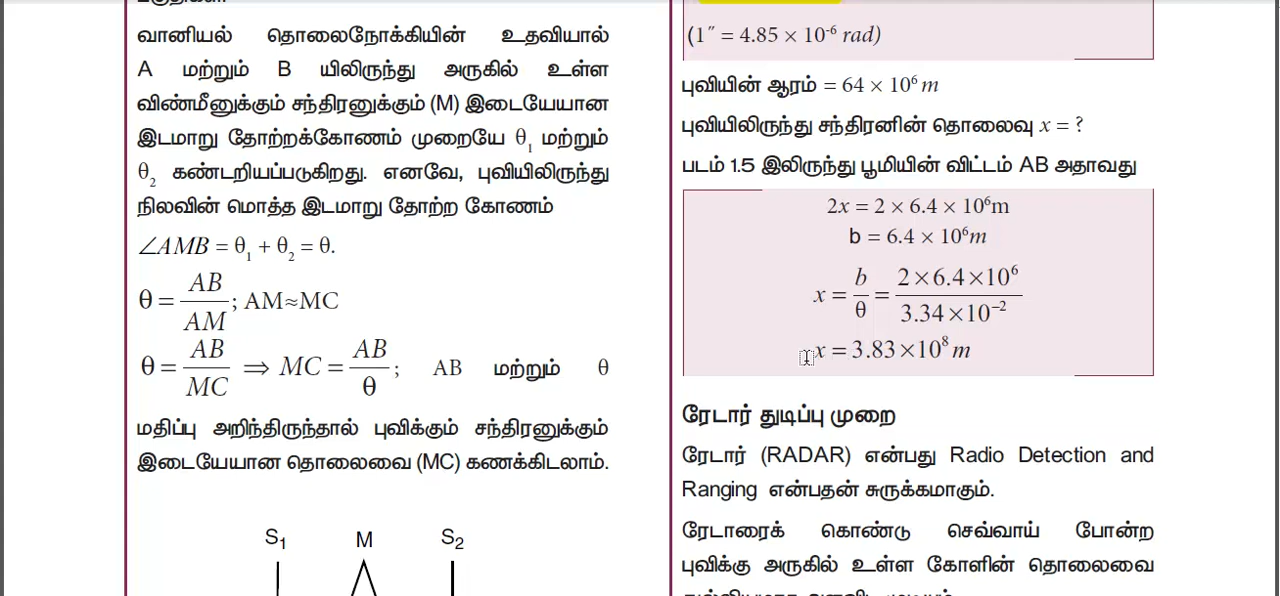 வானியல் தொலைநோக்கியின் உதவியால்
A மற்றும் B யிலிருந்து அருகில் உள்ள
விண்மீனுக்கும் சந்திரனுக்கும் (M) இடையேயான
இடமாறு தோற்றக்கோணம் முறையே θ₁ மற்றும்
θ₂ கண்டறியப்படுகிறது. எனவே, புவியிலிருந்து
நிலவின் மொத்த இடமாறு தோற்ற கோணம்
∠AMB = θ₁ + θ₂ = θ.
θ = AB/AM; AM≈MC
θ = AB/MC ⇒ MC = AB/θ; AB மற்றும் θ
மதிப்பு அறிந்திருந்தால் புவிக்கும் சந்திரனுக்கும்
இடையேயான தொலைவை (MC) கணக்கிடலாம்.
S₁ M S₂
(1″ = 4.85 × 10⁻⁶ rad)
புவியின் ஆரம் = 64 × 10⁶ m
புவியிலிருந்து சந்திரனின் தொலைவு x = ?
படம் 1.5 இலிருந்து பூமியின் விட்டம் AB அதாவது
2x = 2 × 6.4 × 10⁶m
b = 6.4 × 10⁶m
x = b/θ = 2×6.4×10⁶/3.34×10⁻²
x = 3.83×10⁸ m
ரேடார் துடிப்பு முறை
ரேடார் (RADAR) என்பது Radio Detection and
Ranging என்பதன் சுருக்கமாகும்.
ரேடாரைக் கொண்டு செவ்வாய் போன்ற
புவிக்கு அருகில் உள்ள கோளின் தொலைவை